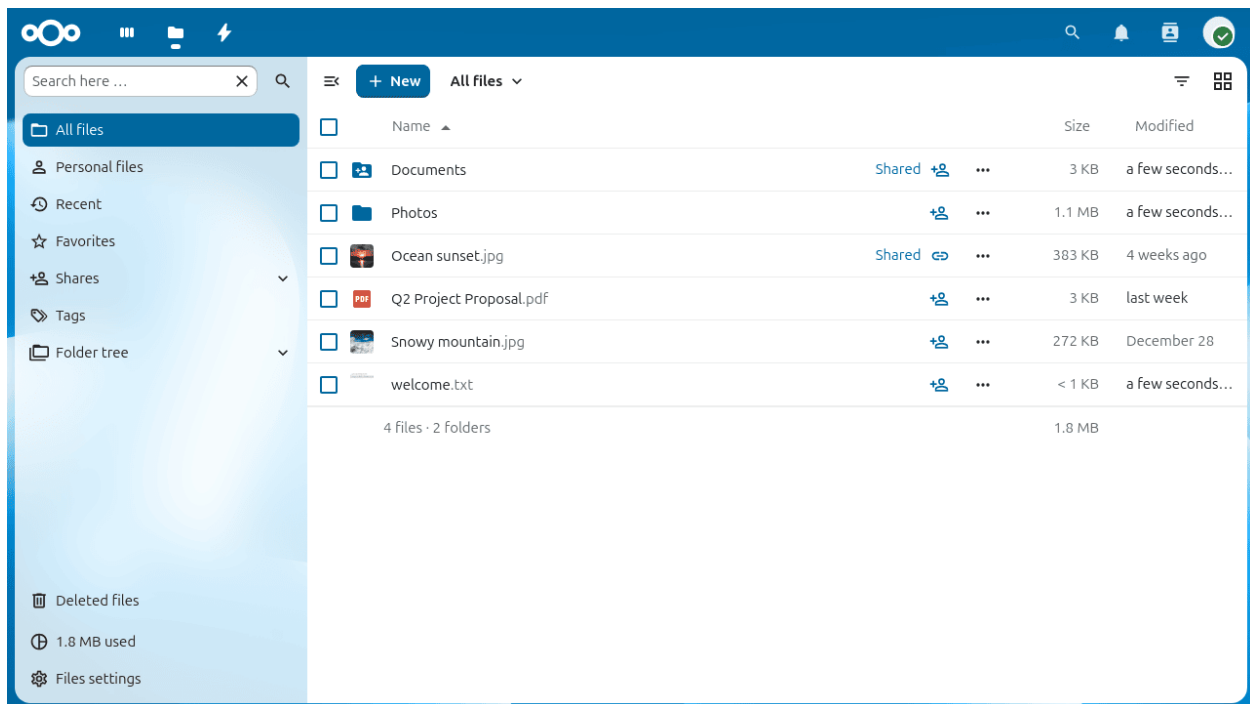 Search here ...
New
All files
All files
Personal files
Recent
Favorites
Shares
Tags
Folder tree
Deleted files
1.8 MB used
Files settings
Name Size Modified
Documents Shared 3 KB a few seconds...
Photos 1.1 MB a few seconds...
Ocean sunset.jpg Shared 383 KB 4 weeks ago
PDF Q2 Project Proposal.pdf 3 KB last week
Snowy mountain.jpg 272 KB December 28
welcome.txt < 1 KB a few seconds...
4 files · 2 folders 1.8 MB